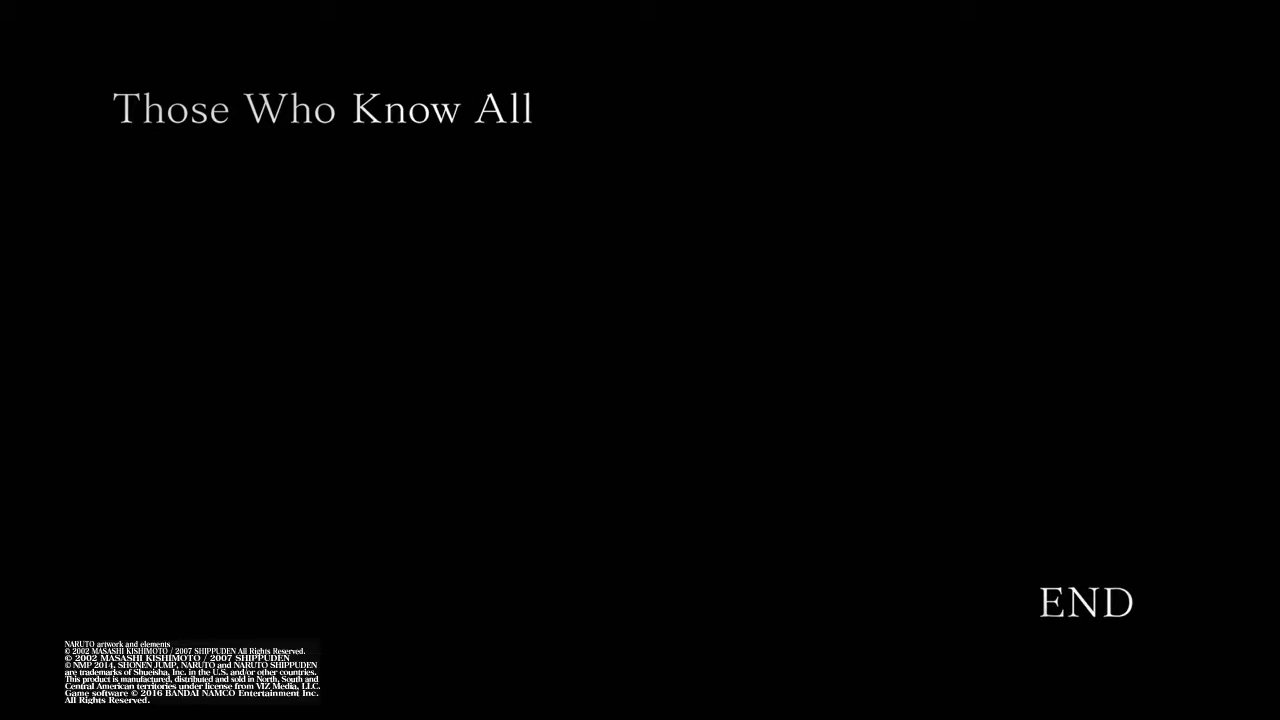 Those Who Know All
END
NARUTO artwork and elements
© 2002 MASASHI KISHIMOTO / 2007 SHIPPUDEN All Rights Reserved.
© 2002 MASASHI KISHIMOTO / 2007 SHIPPUDEN
© NMP 2014, SHONEN JUMP, NARUTO and NARUTO SHIPPUDEN
are trademarks of Shueisha, Inc. in the U.S. and/or other countries.
This product is manufactured, distributed and sold in North, South and
Central American territories under license from VIZ Media, LLC.
Game software © 2016 BANDAI NAMCO Entertainment Inc.
All Rights Reserved.